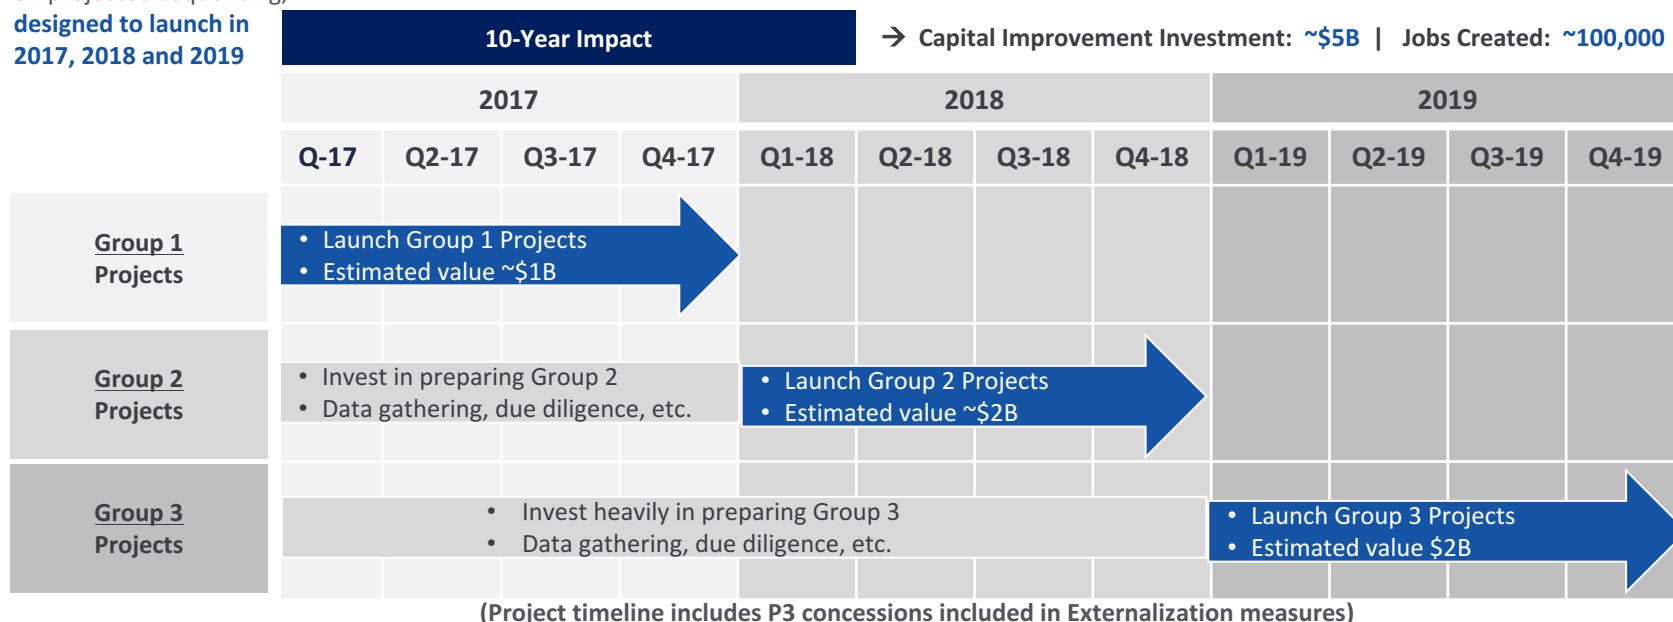 designed to launch in
2017, 2018 and 2019
10-Year Impact
→ Capital Improvement Investment: ~$5B | Jobs Created: ~100,000
2017 2018 2019
Q-17 Q2-17 Q3-17 Q4-17 Q1-18 Q2-18 Q3-18 Q4-18 Q1-19 Q2-19 Q3-19 Q4-19
Group 1
Projects
• Launch Group 1 Projects
• Estimated value ~$1B
Group 2
Projects
• Invest in preparing Group 2
• Data gathering, due diligence, etc.
• Launch Group 2 Projects
• Estimated value ~$2B
Group 3
Projects
• Invest heavily in preparing Group 3
• Data gathering, due diligence, etc.
• Launch Group 3 Projects
• Estimated value $2B
(Project timeline includes P3 concessions included in Externalization measures)